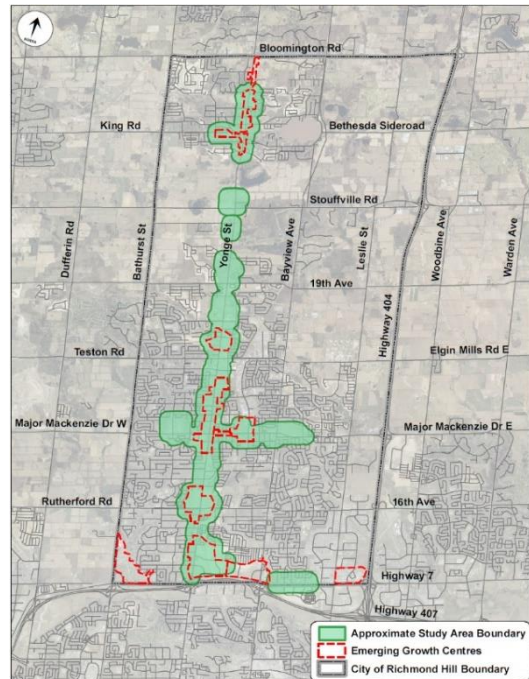 Bloomington Rd
King Rd
Bethesda Sideroad
Stouffville Rd
Dufferin Rd
Bathurst St
Yonge St
Bayview Ave
Leslie St
Highway 404
Woodbine Ave
Warden Ave
19th Ave
Teston Rd
Elgin Mills Rd E
Major Mackenzie Dr W
Major Mackenzie Dr E
Rutherford Rd
16th Ave
Highway 7
Highway 407
Approximate Study Area Boundary
Emerging Growth Centres
City of Richmond Hill Boundary